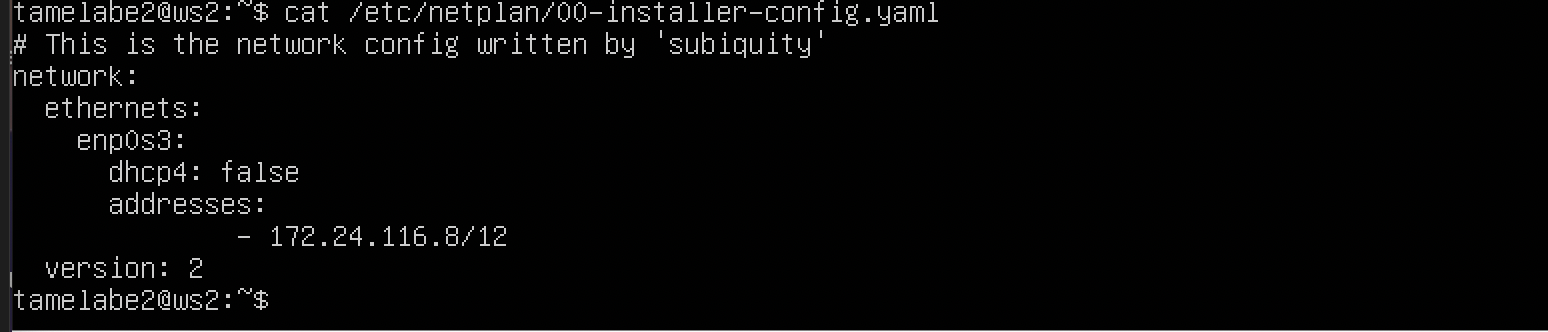 tamelabe2@ws2:~$ cat /etc/netplan/00-installer-config.yaml
# This is the network config written by 'subiquity'
network:
  ethernets:
    enp0s3:
      dhcp4: false
      addresses:
              - 172.24.116.8/12
  version: 2
tamelabe2@ws2:~$